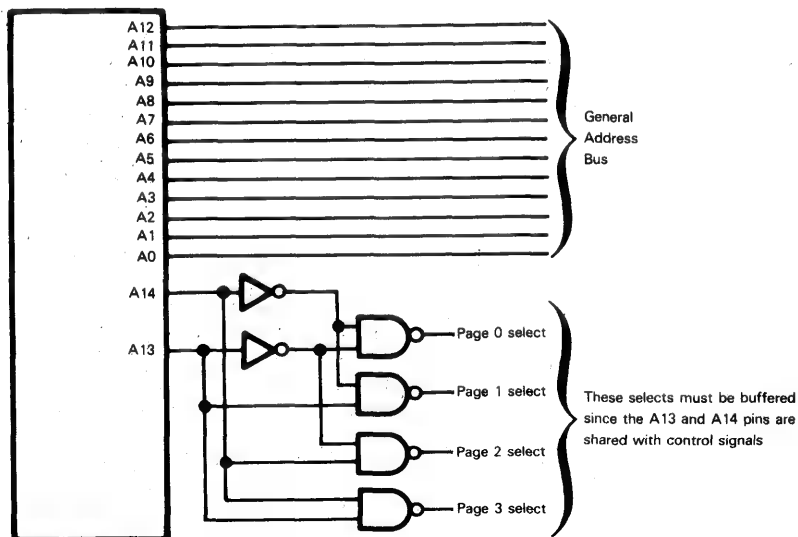 A12
A11
A10
A9
A8
A7
A6
A5
A4
A3
A2
A1
A0
General
Address
Bus
A14
A13
Page 0 select
Page 1 select
Page 2 select
Page 3 select
These selects must be buffered
since the A13 and A14 pins are
shared with control signals